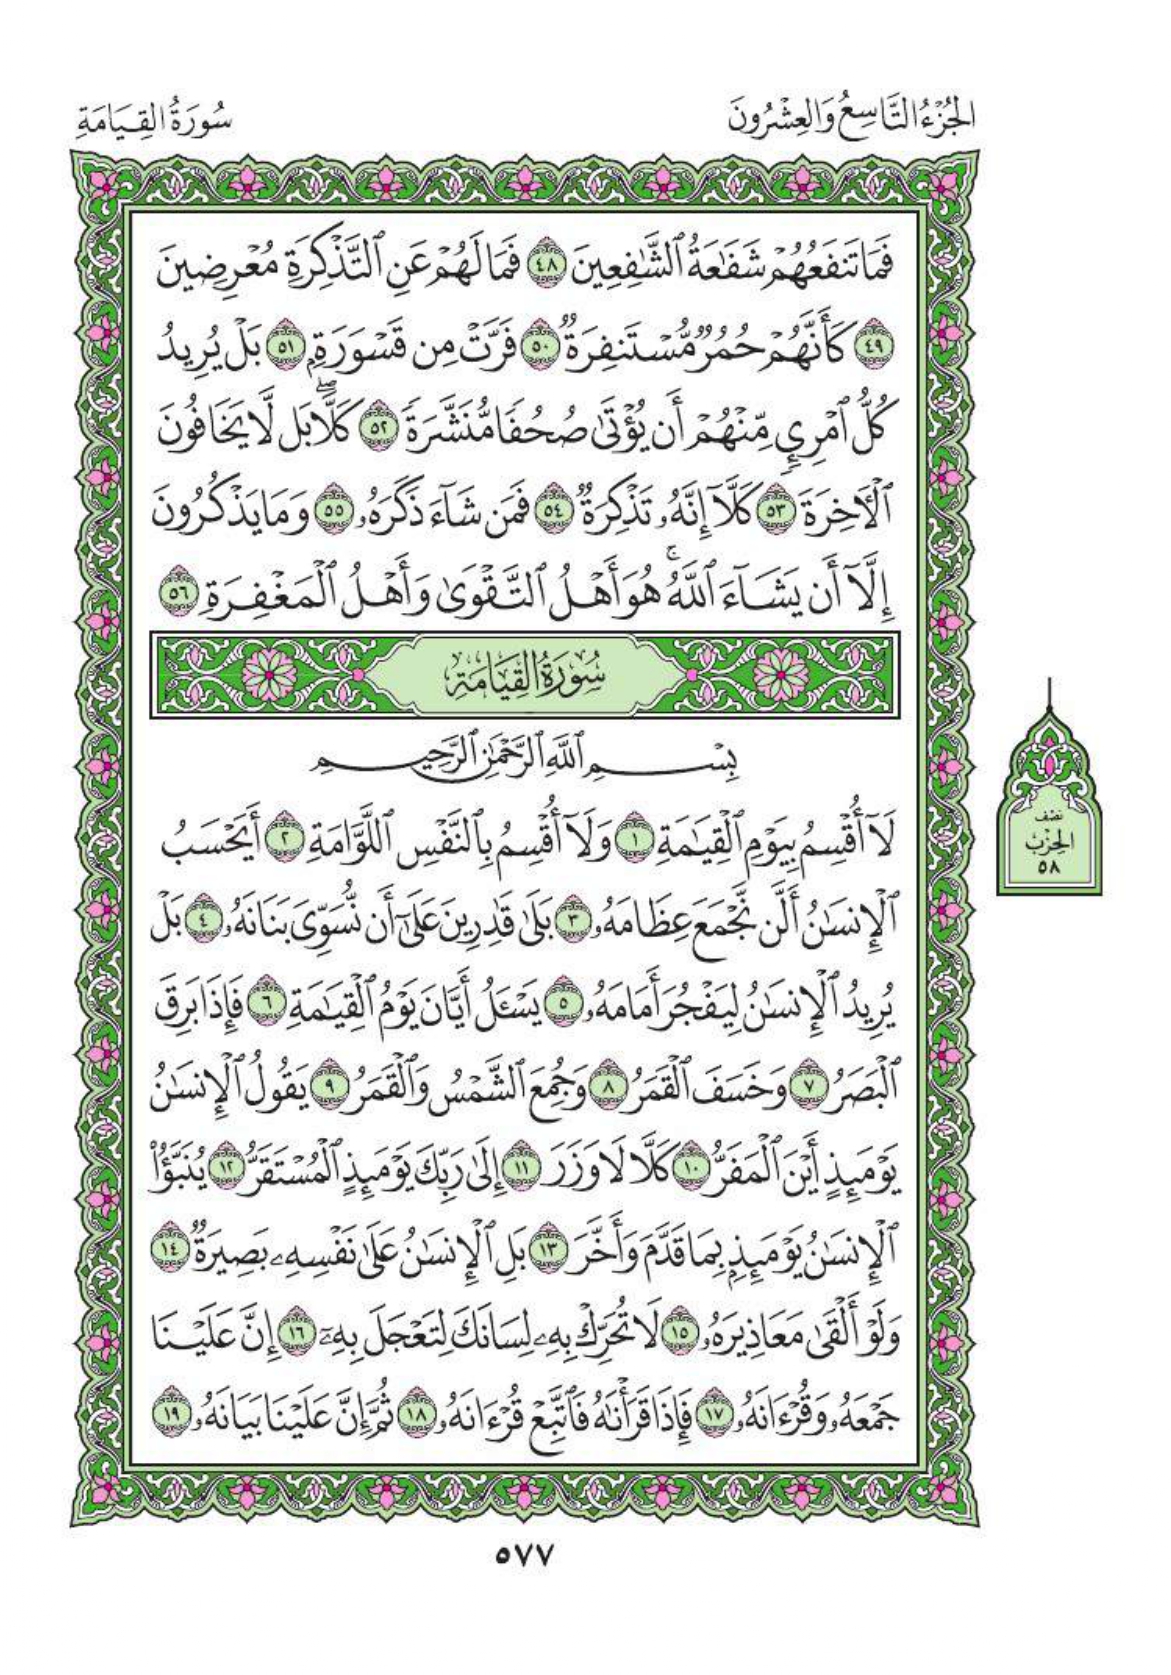 الجُزْءُ التَّاسِعُ وَالعِشْرُونَ
سُورَةُ القِيَامَةِ
فَمَا تَنفَعُهُمْ شَفَٰعَةُ ٱلشَّٰفِعِينَ ٤٨ فَمَا لَهُمْ عَنِ ٱلتَّذْكِرَةِ مُعْرِضِينَ
٤٩ كَأَنَّهُمْ حُمُرٌ مُّسْتَنفِرَةٌ ٥٠ فَرَّتْ مِن قَسْوَرَةٍ ٥١ بَلْ يُرِيدُ
كُلُّ ٱمْرِئٍ مِّنْهُمْ أَن يُؤْتَىٰ صُحُفًا مُّنَشَّرَةً ٥٢ كَلَّا ۖ بَل لَّا يَخَافُونَ
ٱلْأَخِرَةَ ٥٣ كَلَّآ إِنَّهُۥ تَذْكِرَةٌ ٥٤ فَمَن شَآءَ ذَكَرَهُۥ ٥٥ وَمَا يَذْكُرُونَ
إِلَّآ أَن يَشَآءَ ٱللَّهُ ۚ هُوَ أَهْلُ ٱلتَّقْوَىٰ وَأَهْلُ ٱلْمَغْفِرَةِ ٥٦
سُورَةُ القِيَامَةِ
بِسْمِ ٱللَّهِ ٱلرَّحْمَٰنِ ٱلرَّحِيمِ
لَآ أُقْسِمُ بِيَوْمِ ٱلْقِيَٰمَةِ ١ وَلَآ أُقْسِمُ بِٱلنَّفْسِ ٱللَّوَّامَةِ ٢ أَيَحْسَبُ
ٱلْإِنسَٰنُ أَلَّن نَّجْمَعَ عِظَامَهُۥ ٣ بَلَىٰ قَٰدِرِينَ عَلَىٰٓ أَن نُّسَوِّيَ بَنَانَهُۥ ٤ بَلْ
يُرِيدُ ٱلْإِنسَٰنُ لِيَفْجُرَ أَمَامَهُۥ ٥ يَسْـَٔلُ أَيَّانَ يَوْمُ ٱلْقِيَٰمَةِ ٦ فَإِذَا بَرِقَ
ٱلْبَصَرُ ٧ وَخَسَفَ ٱلْقَمَرُ ٨ وَجُمِعَ ٱلشَّمْسُ وَٱلْقَمَرُ ٩ يَقُولُ ٱلْإِنسَٰنُ
يَوْمَئِذٍ أَيْنَ ٱلْمَفَرُّ ١٠ كَلَّا لَا وَزَرَ ١١ إِلَىٰ رَبِّكَ يَوْمَئِذٍ ٱلْمُسْتَقَرُّ ١٢ يُنَبَّؤُا۟
ٱلْإِنسَٰنُ يَوْمَئِذٍۭ بِمَا قَدَّمَ وَأَخَّرَ ١٣ بَلِ ٱلْإِنسَٰنُ عَلَىٰ نَفْسِهِۦ بَصِيرَةٌ ١٤
وَلَوْ أَلْقَىٰ مَعَاذِيرَهُۥ ١٥ لَا تُحَرِّكْ بِهِۦ لِسَانَكَ لِتَعْجَلَ بِهِۦٓ ١٦ إِنَّ عَلَيْنَا
جَمْعَهُۥ وَقُرْءَانَهُۥ ١٧ فَإِذَا قَرَأْنَٰهُ فَٱتَّبِعْ قُرْءَانَهُۥ ١٨ ثُمَّ إِنَّ عَلَيْنَا بَيَانَهُۥ ١٩
نصف
الحزب
٥٨
٥٧٧